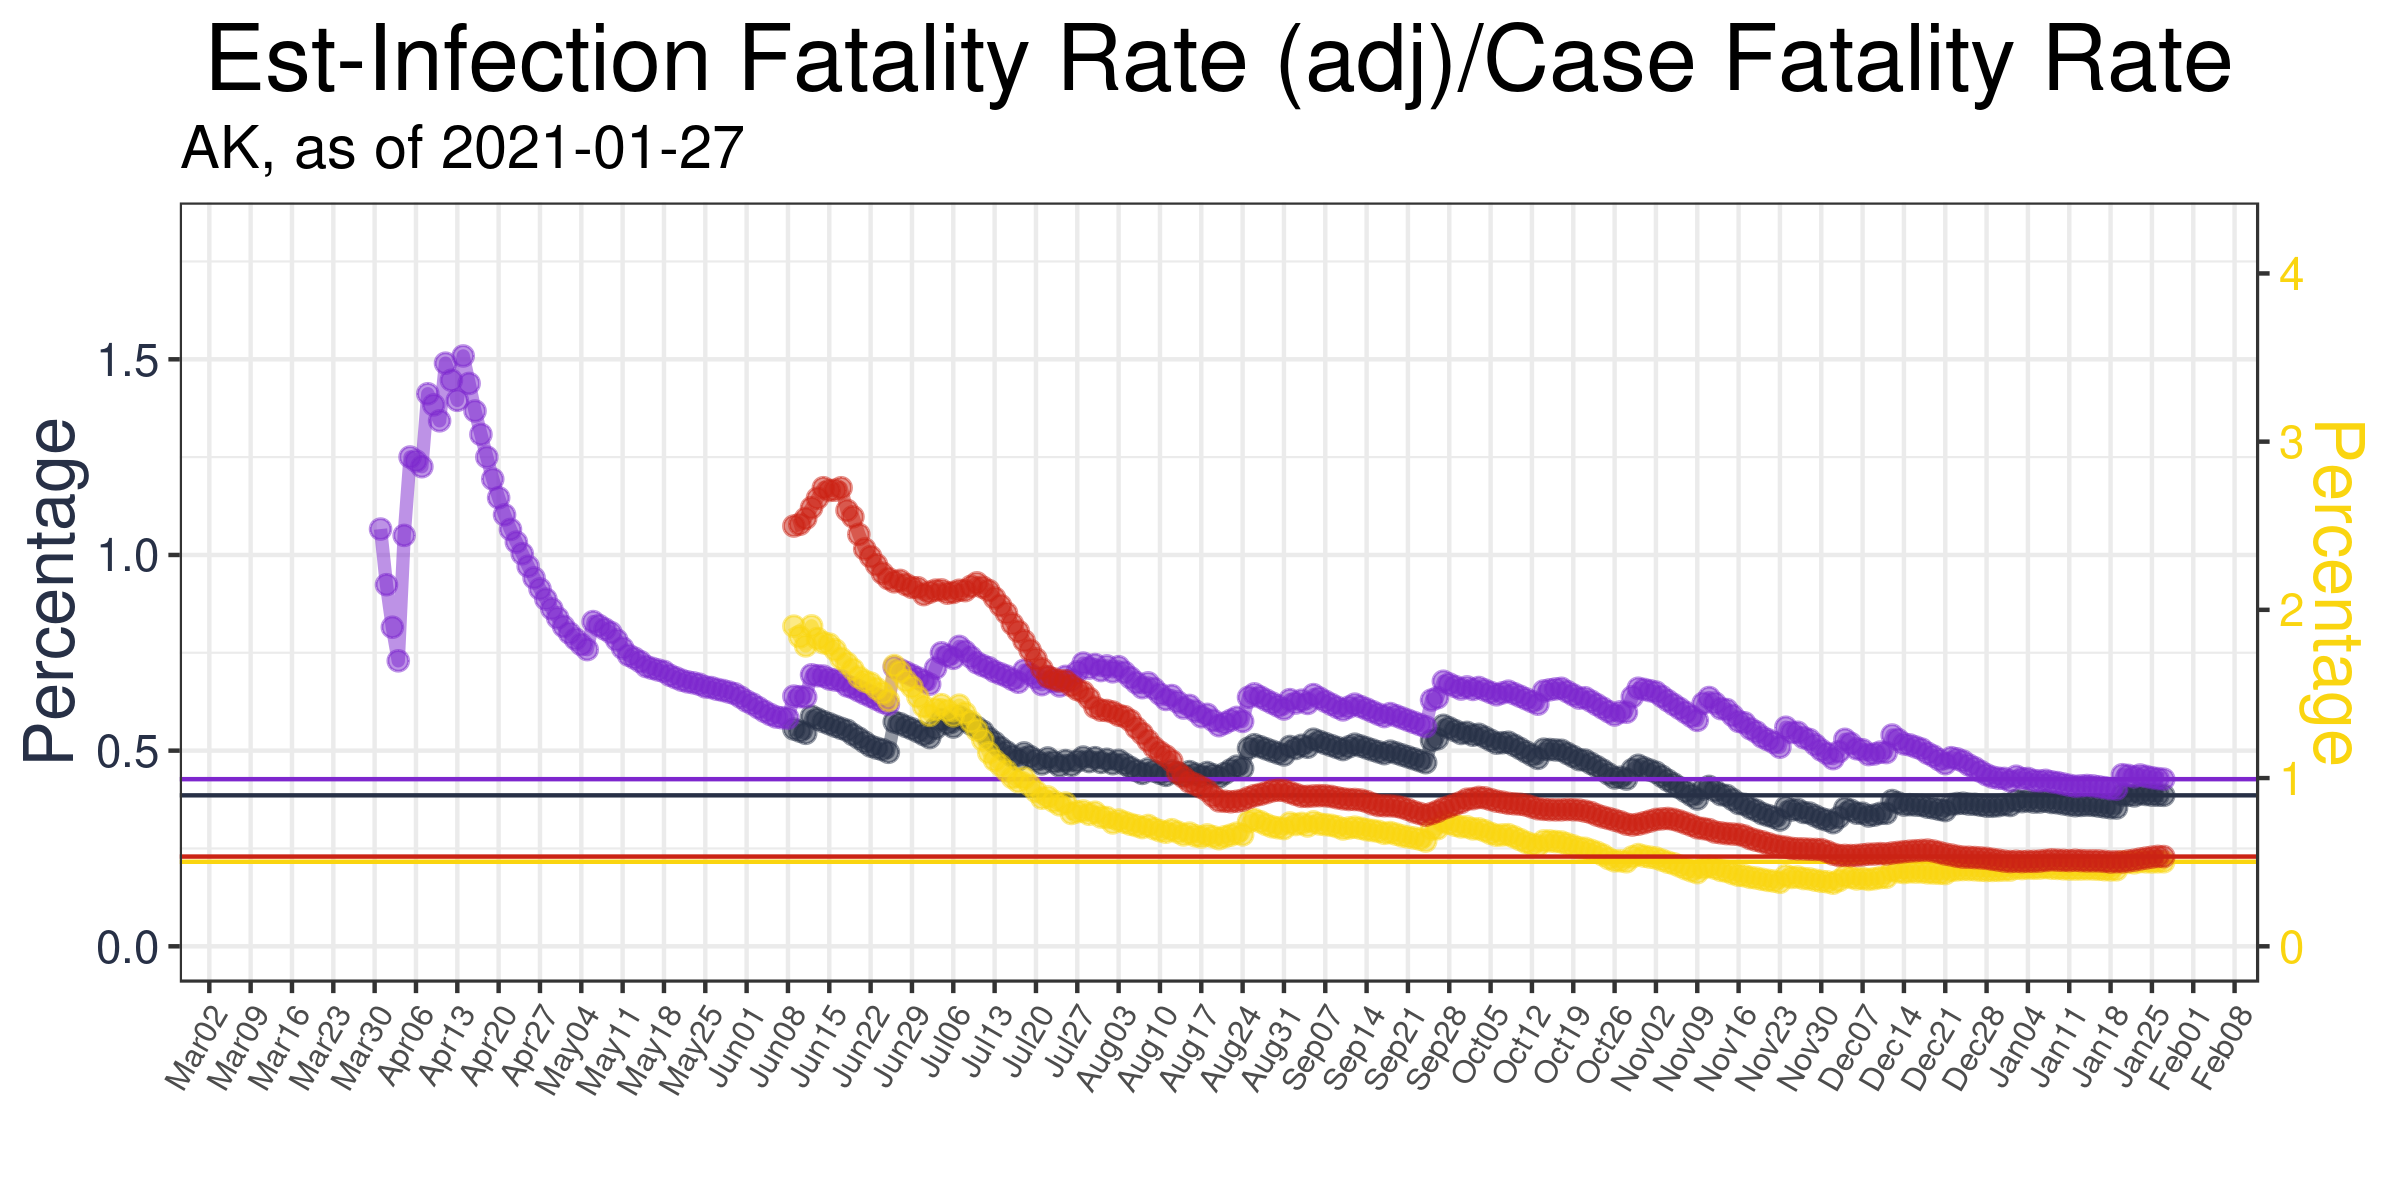 Est-Infection Fatality Rate (adj)/Case Fatality Rate
AK, as of 2021-01-27
Percentage
1.5
1.0
0.5
0.0
4
3
2
1
0
Percentage
Mar02
Mar09
Mar16
Mar23
Mar30
Apr06
Apr13
Apr20
Apr27
May04
May11
May18
May25
Jun01
Jun08
Jun15
Jun22
Jun29
Jul06
Jul13
Jul20
Jul27
Aug03
Aug10
Aug17
Aug24
Aug31
Sep07
Sep14
Sep21
Sep28
Oct05
Oct12
Oct19
Oct26
Nov02
Nov09
Nov16
Nov23
Nov30
Dec07
Dec14
Dec21
Dec28
Jan04
Jan11
Jan18
Jan25
Feb01
Feb08